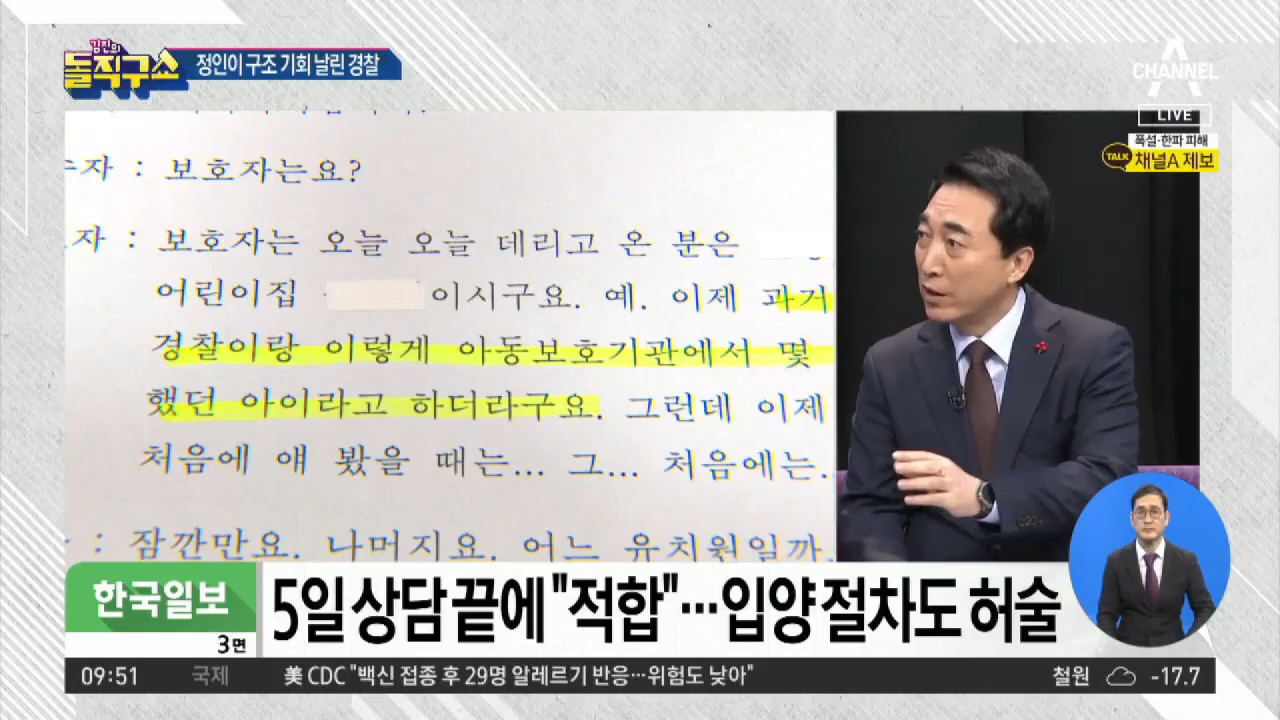 김진의
돌직구쇼
정인이 구조 기회 날린 경찰
CHANNEL A
LIVE
폭설·한파 피해
TALK 채널A 제보
자 : 보호자는요?
자 : 보호자는 오늘 오늘 데리고 온 분은
어린이집 이시구요. 예. 이제 과거
경찰이랑 이렇게 아동보호기관에서 몇
했던 아이라고 하더라구요. 그런데 이제
처음에 얘 봤을 때는... 그... 처음에는.
: 잠깐만요. 나머지요. 어느 유치원일까.
한국일보
3면
5일 상담 끝에 "적합"…입양 절차도 허술
09:51 국제 美 CDC "백신 접종 후 29명 알레르기 반응…위험도 낮아" 철원 -17.7